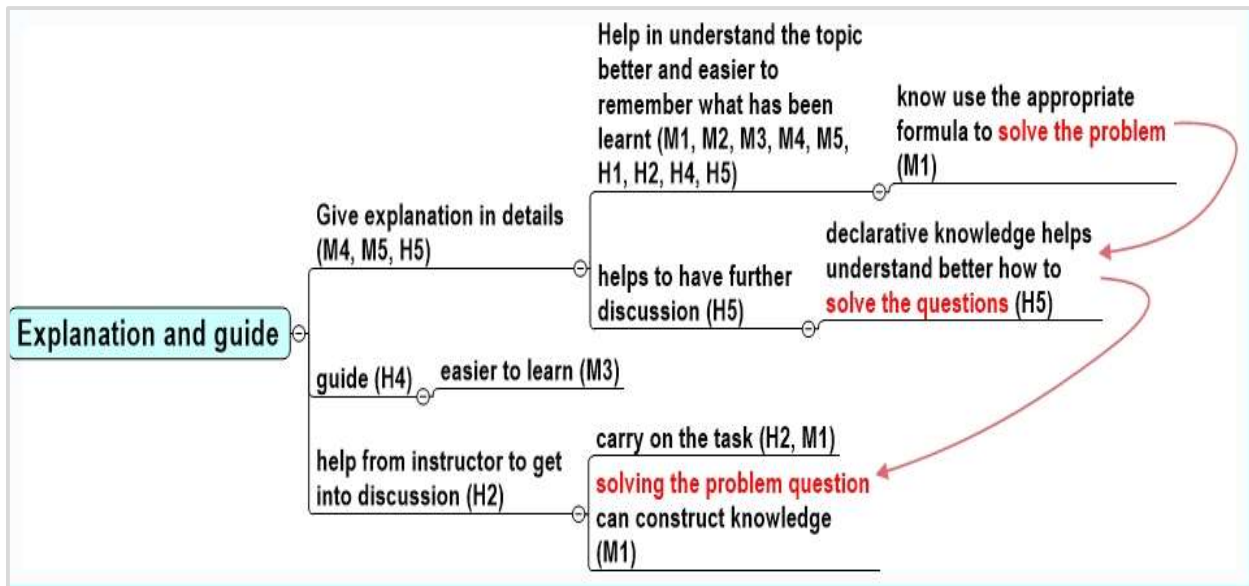 Explanation and guide
Give explanation in details
(M4, M5, H5)
Help in understand the topic
better and easier to
remember what has been
learnt (M1, M2, M3, M4, M5,
H1, H2, H4, H5)
know use the appropriate
formula to solve the problem
(M1)
helps to have further
discussion (H5)
declarative knowledge helps
understand better how to
solve the questions (H5)
guide (H4)
easier to learn (M3)
help from instructor to get
into discussion (H2)
carry on the task (H2, M1)
solving the problem question
can construct knowledge
(M1)